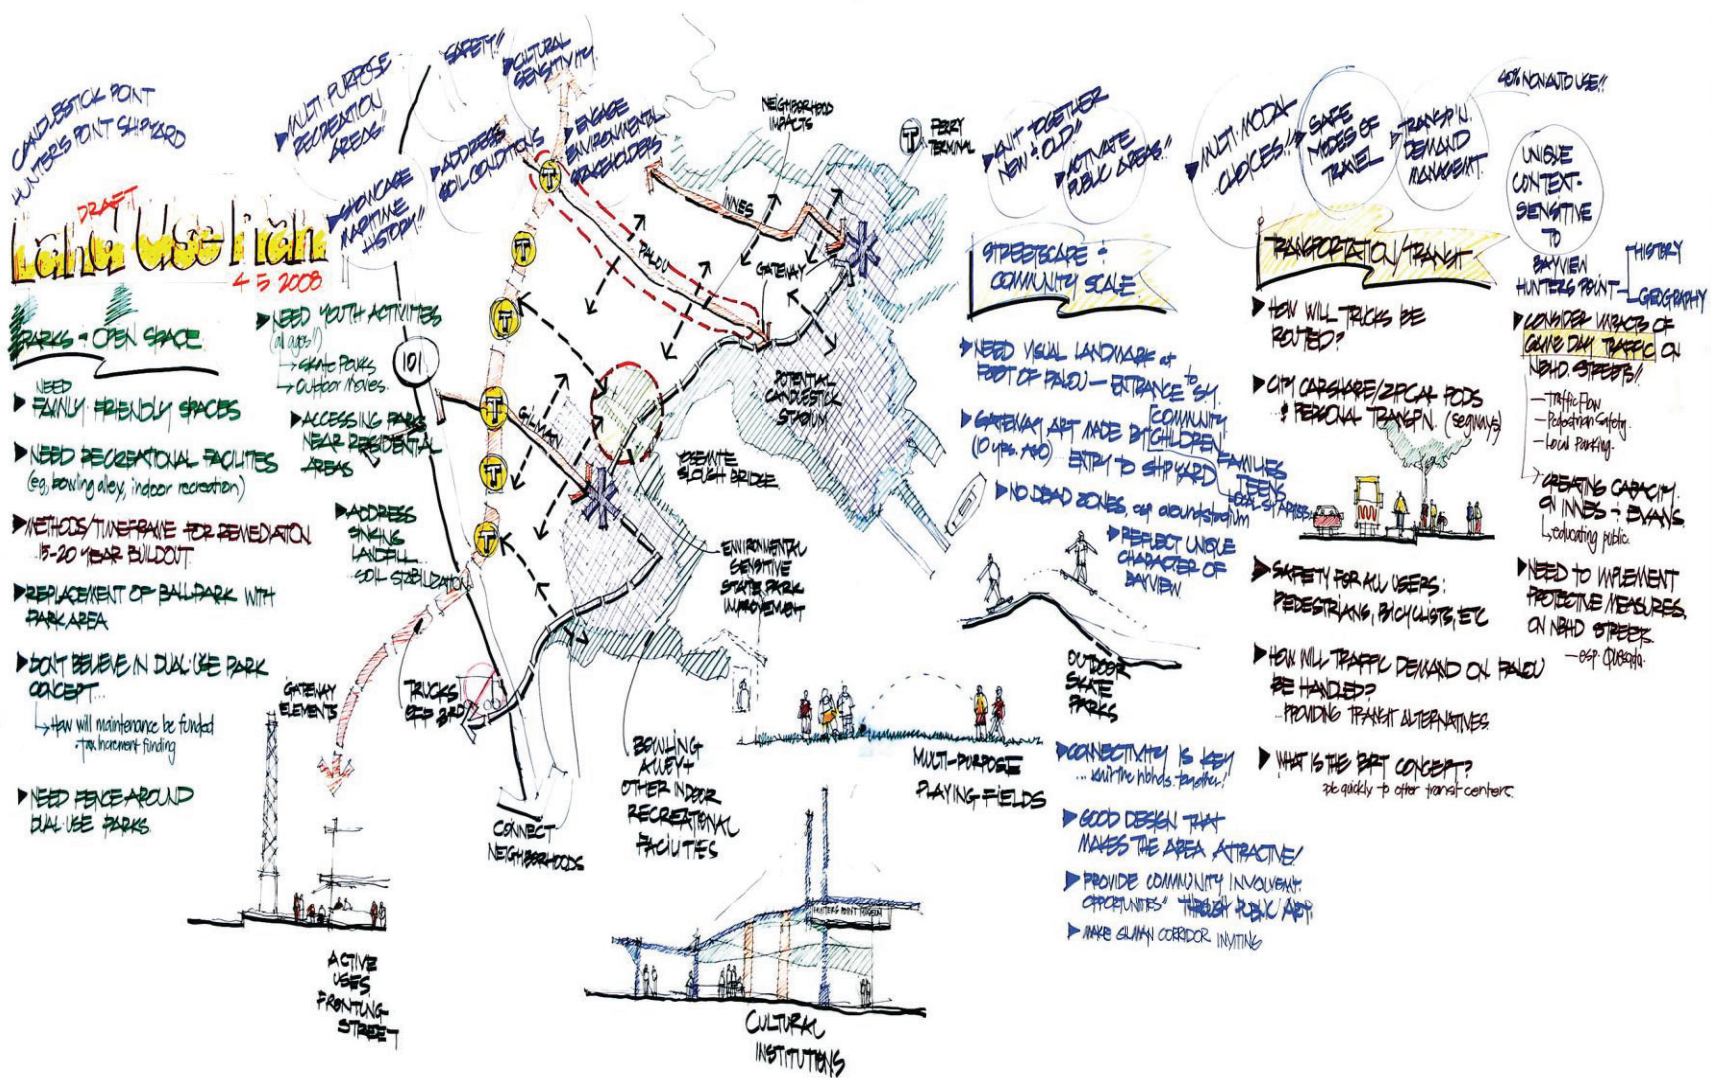 CANDLESTICK POINT
HUNTER'S POINT SHIPYARD
DRAFT
Land Use Plan
4 5 2008
PARKS + OPEN SPACE
▶ NEED
FAMILY-FRIENDLY SPACES
▶ NEED RECREATIONAL FACILITIES
(eg, bowling alley, indoor recreation)
▶ METHODS/TIMEFRAME FOR REMEDIATION
...15-20 YEAR BUILDOUT
▶ REPLACEMENT OF BALLPARK WITH
PARK AREA
▶ DON'T BELIEVE IN DUAL-USE PARK
CONCEPT...
How will maintenance be funded
tax increment funding
▶ NEED FENCE AROUND
DUAL-USE PARKS
▶ NEED YOUTH ACTIVITIES
(all ages!)
→ Skate Parks
→ Outdoor movies
▶ ACCESSING PARKS
NEAR RESIDENTIAL
AREAS
▶ ADDRESS
SINKING
LANDFILL
...SOIL STABILIZATION
▶ MULTI PURPOSE
RECREATION
AREAS!!
▶ SHOWCASE
MARITIME
HISTORY!!
SAFETY!!
▶ ADDRESS
SOIL CONDITIONS
▶ CULTURAL
SENSITIVITY
▶ ENGAGE
ENVIRONMENTAL
STAKEHOLDERS
NEIGHBORHOOD
IMPACTS
T
FERRY
TERMINAL
T
T
T
T
T
T
101
INNES
PALOU
GATEWAY
GILMAN
POTENTIAL
CANDLESTICK
STADIUM
YOSEMITE
SLOUGH BRIDGE
ENVIRONMENTAL
SENSITIVE
STATE PARK
IMPROVEMENT
TRUCKS
OFF 3RD
CONNECT
NEIGHBORHOODS
BOWLING
ALLEY +
OTHER INDOOR
RECREATIONAL
FACILITIES
GATEWAY
ELEMENTS
ACTIVE
USES
FRONTING
STREET
HUNTERS POINT MUSEUM
CULTURAL
INSTITUTIONS
MULTI-PURPOSE
PLAYING FIELDS
OUTDOOR
SKATE
PARKS
▶ KNIT TOGETHER
NEW + OLD!!
▶ ACTIVATE
PUBLIC AREAS!!
STREETSCAPE +
COMMUNITY SCALE
▶ NEED VISUAL LANDMARK at
FOOT OF PALOU — ENTRANCE to SY.
▶ GATEWAY ART MADE BY CHILDREN,
(10 yrs. AGO) ENTRY TO SHIPYARD
COMMUNITY
FAMILIES
TEENS
LOCAL ARTISTS
▶ NO DEAD ZONES, esp around stadium
▶ REFLECT UNIQUE
CHARACTER OF
BAYVIEW
▶ CONNECTIVITY IS KEY
... knit the nbhds. together!
▶ GOOD DESIGN THAT
MAKES THE AREA ATTRACTIVE!
▶ PROVIDE COMMUNITY INVOLVEMT.
OPPORTUNITIES" THROUGH PUBLIC ART.
▶ MAKE GILMAN CORRIDOR INVITING
▶ MULTI-MODAL
CHOICES!!
▶ SAFE
MODES OF
TRAVEL
▶ TRANSP'N.
DEMAND
MANAGEMT.
40% NON AUTO USE!!
TRANSPORTATION/TRANSIT
▶ HOW WILL TRUCKS BE
ROUTED?
▶ CITY CARSHARE/ZIPCAR PODS
& PERSONAL TRANSP'N. (segways)
▶ SAFETY FOR ALL USERS:
PEDESTRIANS, BICYCLISTS, ETC
▶ HOW WILL TRAFFIC DEMAND ON PALOU
BE HANDLED?
...PROVIDING TRANSIT ALTERNATIVES
▶ WHAT IS THE BRT CONCEPT?
ppl quickly to other transit centers.
UNIQUE
CONTEXT-
SENSITIVE
TO
BAYVIEW
HUNTERS POINT
HISTORY
GEOGRAPHY
▶ CONSIDER IMPACTS OF
GAME DAY TRAFFIC ON
NBHD. STREETS!!
— Traffic Flow
— Pedestrian Safety
— Local Parking
CREATING CAPACITY
ON INNES + EVANS
educating public
▶ NEED TO IMPLEMENT
PROTECTIVE MEASURES
ON NBHD STREETS
— esp. Quesada